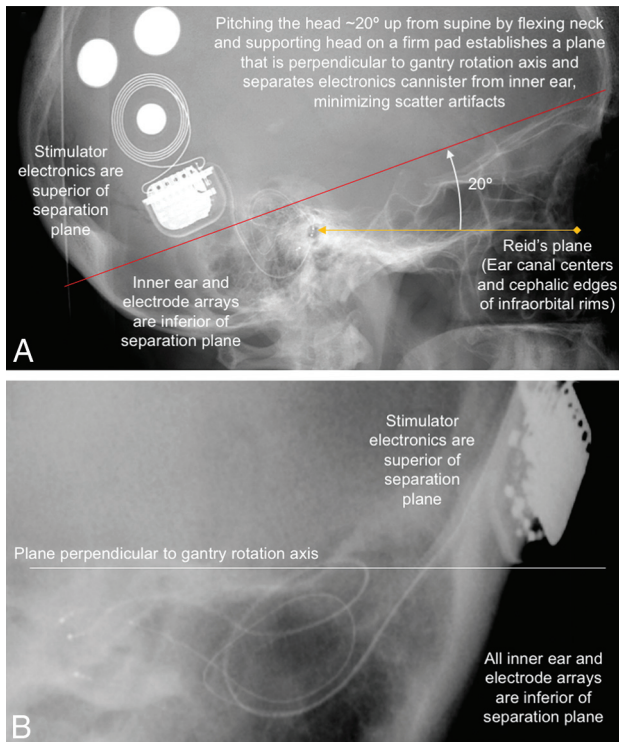 Pitching the head ~20º up from supine by flexing neck
and supporting head on a firm pad establishes a plane
that is perpendicular to gantry rotation axis and
separates electronics cannister from inner ear,
minimizing scatter artifacts
Stimulator
electronics are
superior of
separation
plane
20º
Reid's plane
(Ear canal centers
and cephalic edges
of infraorbital rims)
Inner ear and
electrode arrays
are inferior of
separation plane
A
Stimulator
electronics are
superior of
separation
plane
Plane perpendicular to gantry rotation axis
All inner ear and
electrode arrays
are inferior of
separation plane
B